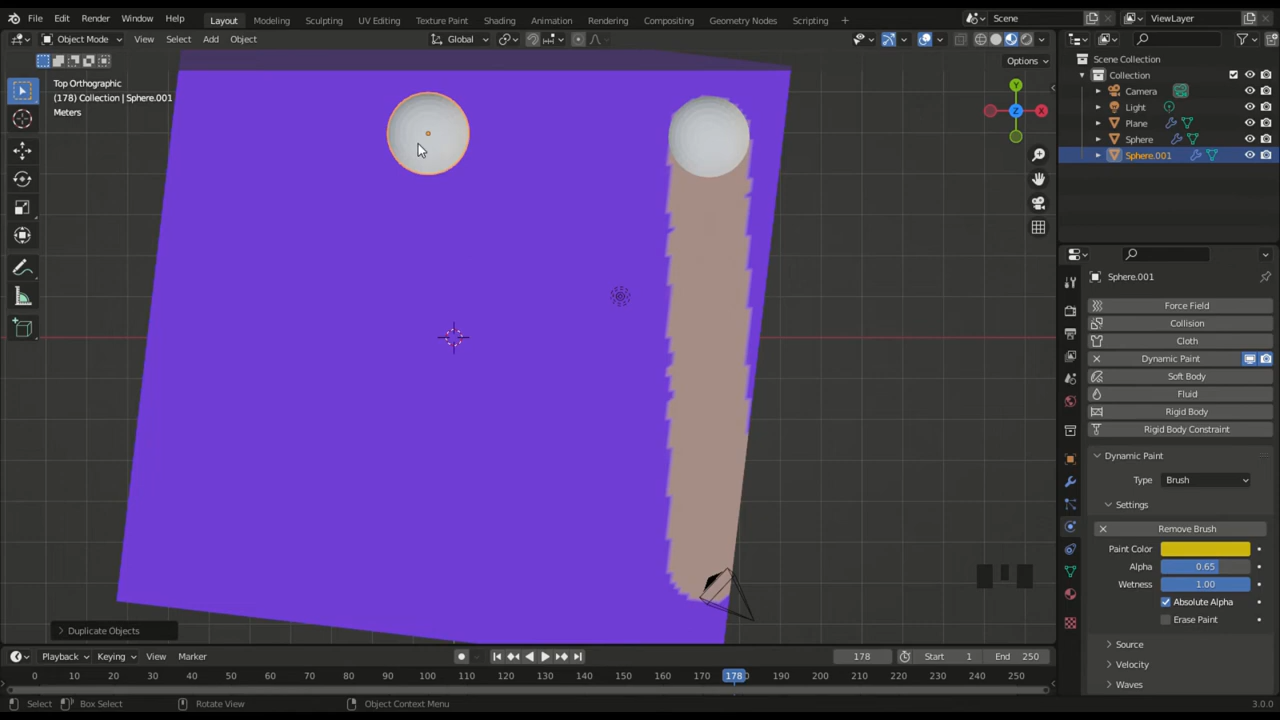 File Edit Render Window Help
Layout Modeling Sculpting UV Editing Texture Paint Shading Animation Rendering Compositing Geometry Nodes Scripting +
Scene
ViewLayer
Object Mode View Select Add Object
Global
Options
Top Orthographic
(178) Collection | Sphere.001
Meters
Y
Z
X
Scene Collection
Collection
Camera
Light
Plane
Sphere
Sphere.001
Sphere.001
Force Field
Collision
Cloth
Dynamic Paint
Soft Body
Fluid
Rigid Body
Rigid Body Constraint
Dynamic Paint
Type Brush
Settings
Remove Brush
Paint Color
Alpha 0.65
Wetness 1.00
Absolute Alpha
Erase Paint
Source
Velocity
Waves
Duplicate Objects
Playback Keying View Marker
178 Start 1 End 250
0 10 20 30 40 50 60 70 80 90 100 110 120 130 140 150 160 170 178 190 200 210 220 230 240 250
Select Box Select Rotate View Object Context Menu
3.0.0